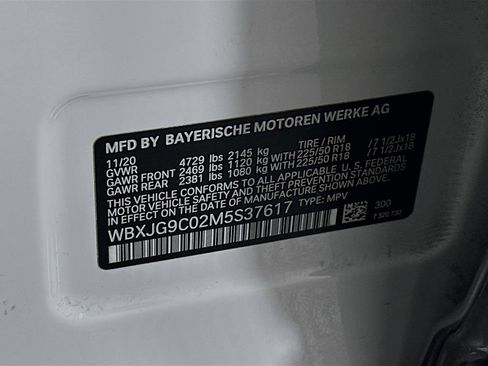 MFD BY BAYERISCHE MOTOREN WERKE AG
11/20 TIRE / RIM
GVWR 4729 lbs 2145 kg
GAWR FRONT 2469 lbs 1120 kg WITH 225/50 R18 /7 1/2Jx18
GAWR REAR 2381 lbs 1080 kg WITH 225/50 R18 /7 1/2Jx18
THIS VEHICLE CONFORMS TO ALL APPLICABLE U.S. FEDERAL
MOTOR VEHICLE SAFETY AND THEFT PREVENTION STANDARDS
IN EFFECT ON THE DATE OF MANUFACTURE SHOWN ABOVE.
WBXJG9C02M5S37617 TYPE: MPV
300
7 320 730